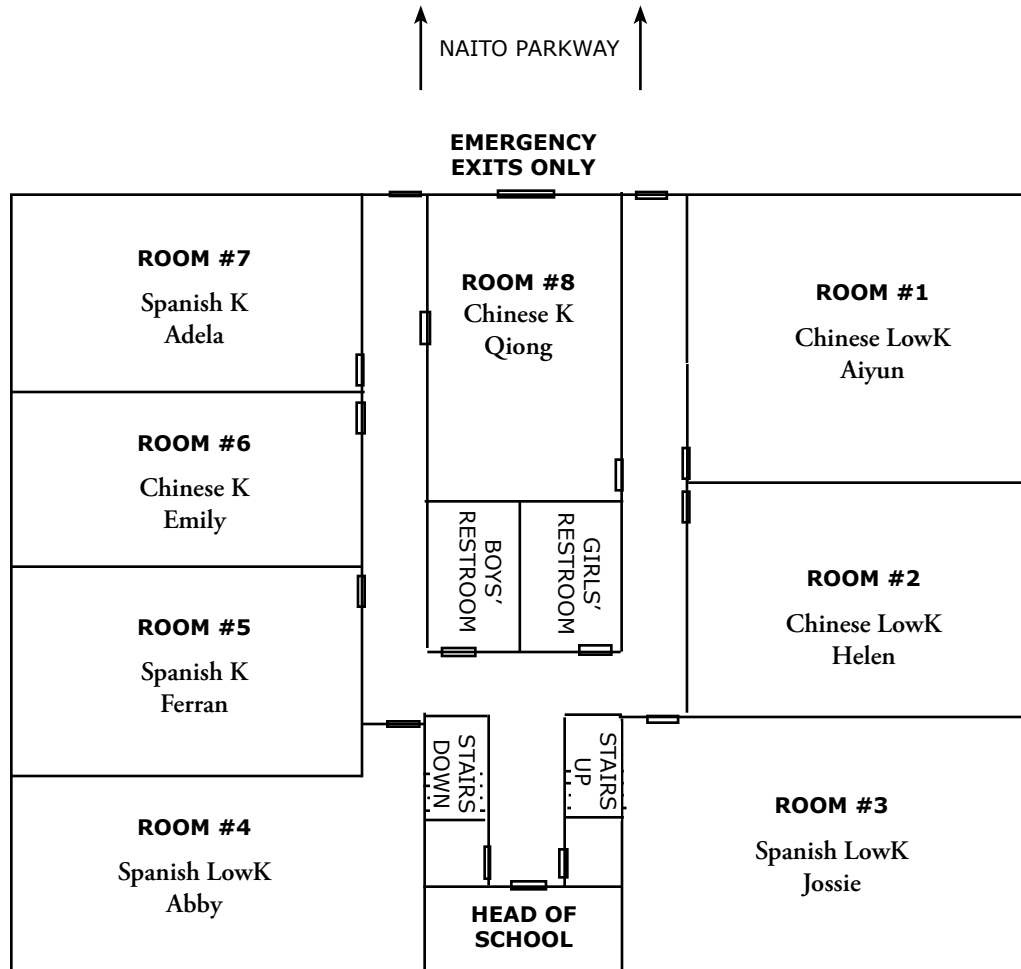 NAITO PARKWAY
EMERGENCY
EXITS ONLY
ROOM #7
Spanish K
Adela
ROOM #8
Chinese K
Qiong
ROOM #1
Chinese LowK
Aiyun
ROOM #6
Chinese K
Emily
BOYS’
RESTROOM
GIRLS’
RESTROOM
ROOM #2
Chinese LowK
Helen
ROOM #5
Spanish K
Ferran
STAIRS
DOWN
STAIRS
UP
ROOM #4
Spanish LowK
Abby
ROOM #3
Spanish LowK
Jossie
HEAD OF
SCHOOL